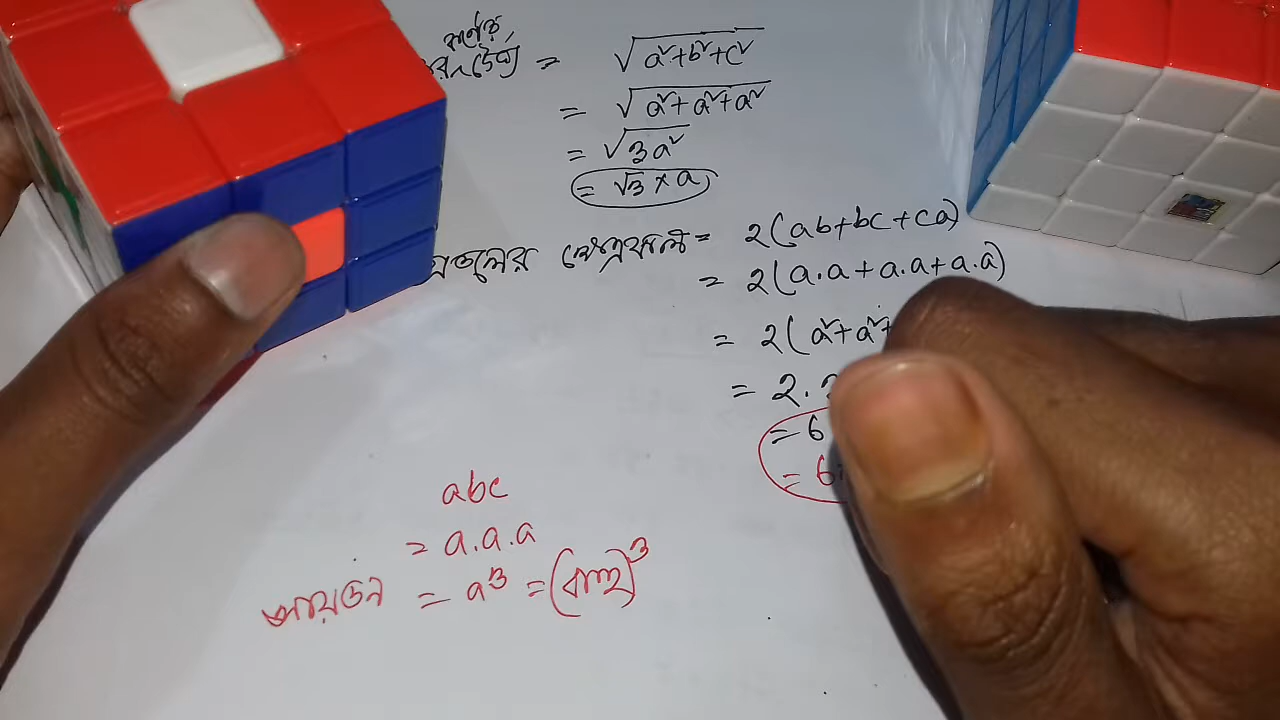 কর্ণের
দৈর্ঘ্য = √a²+b²+c²
= √a²+a²+a²
= √3a²
= √3 × a
ক্ষেত্রফল = 2(ab+bc+ca)
= 2(a.a+a.a+a.a)
= 2(a²+a²+
= 2.
= 6
= 6
abc
= a.a.a
আয়তন = a³ = (বাহু)³